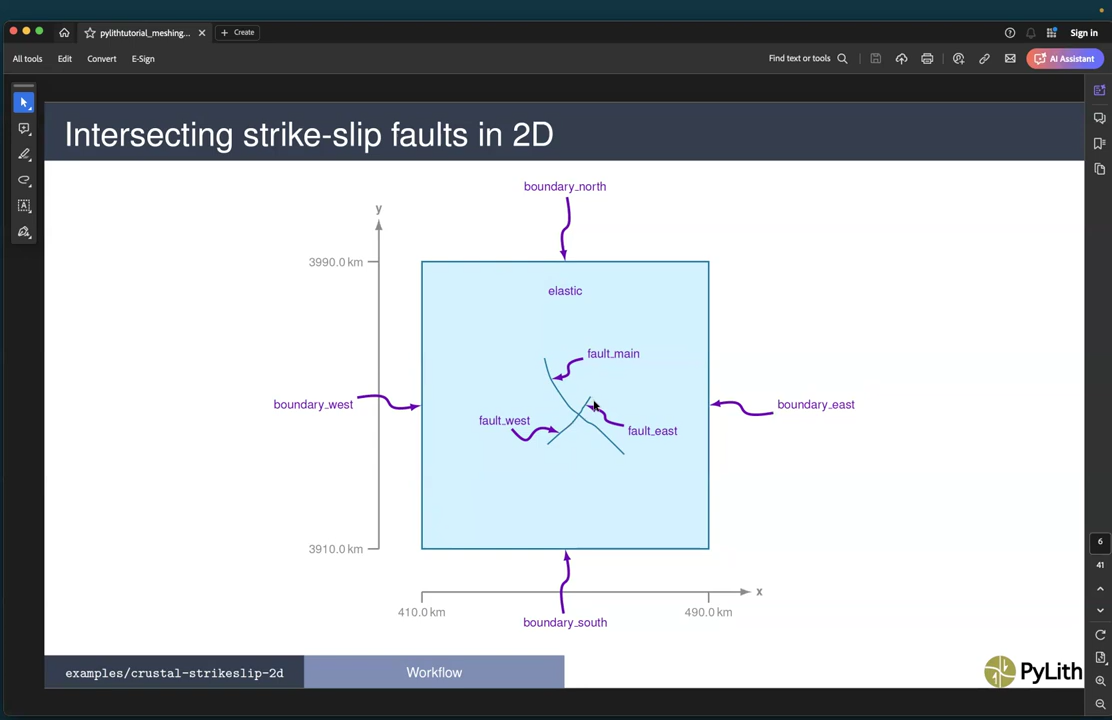 pylithtutorial_meshing...
Create
Sign in
All tools
Edit
Convert
E-Sign
Find text or tools
AI Assistant
Intersecting strike-slip faults in 2D
boundary_north
y
3990.0 km
elastic
fault_main
boundary_west
boundary_east
fault_west
fault_east
3910.0 km
x
410.0 km
490.0 km
boundary_south
6
41
examples/crustal-strikeslip-2d
Workflow
PyLith